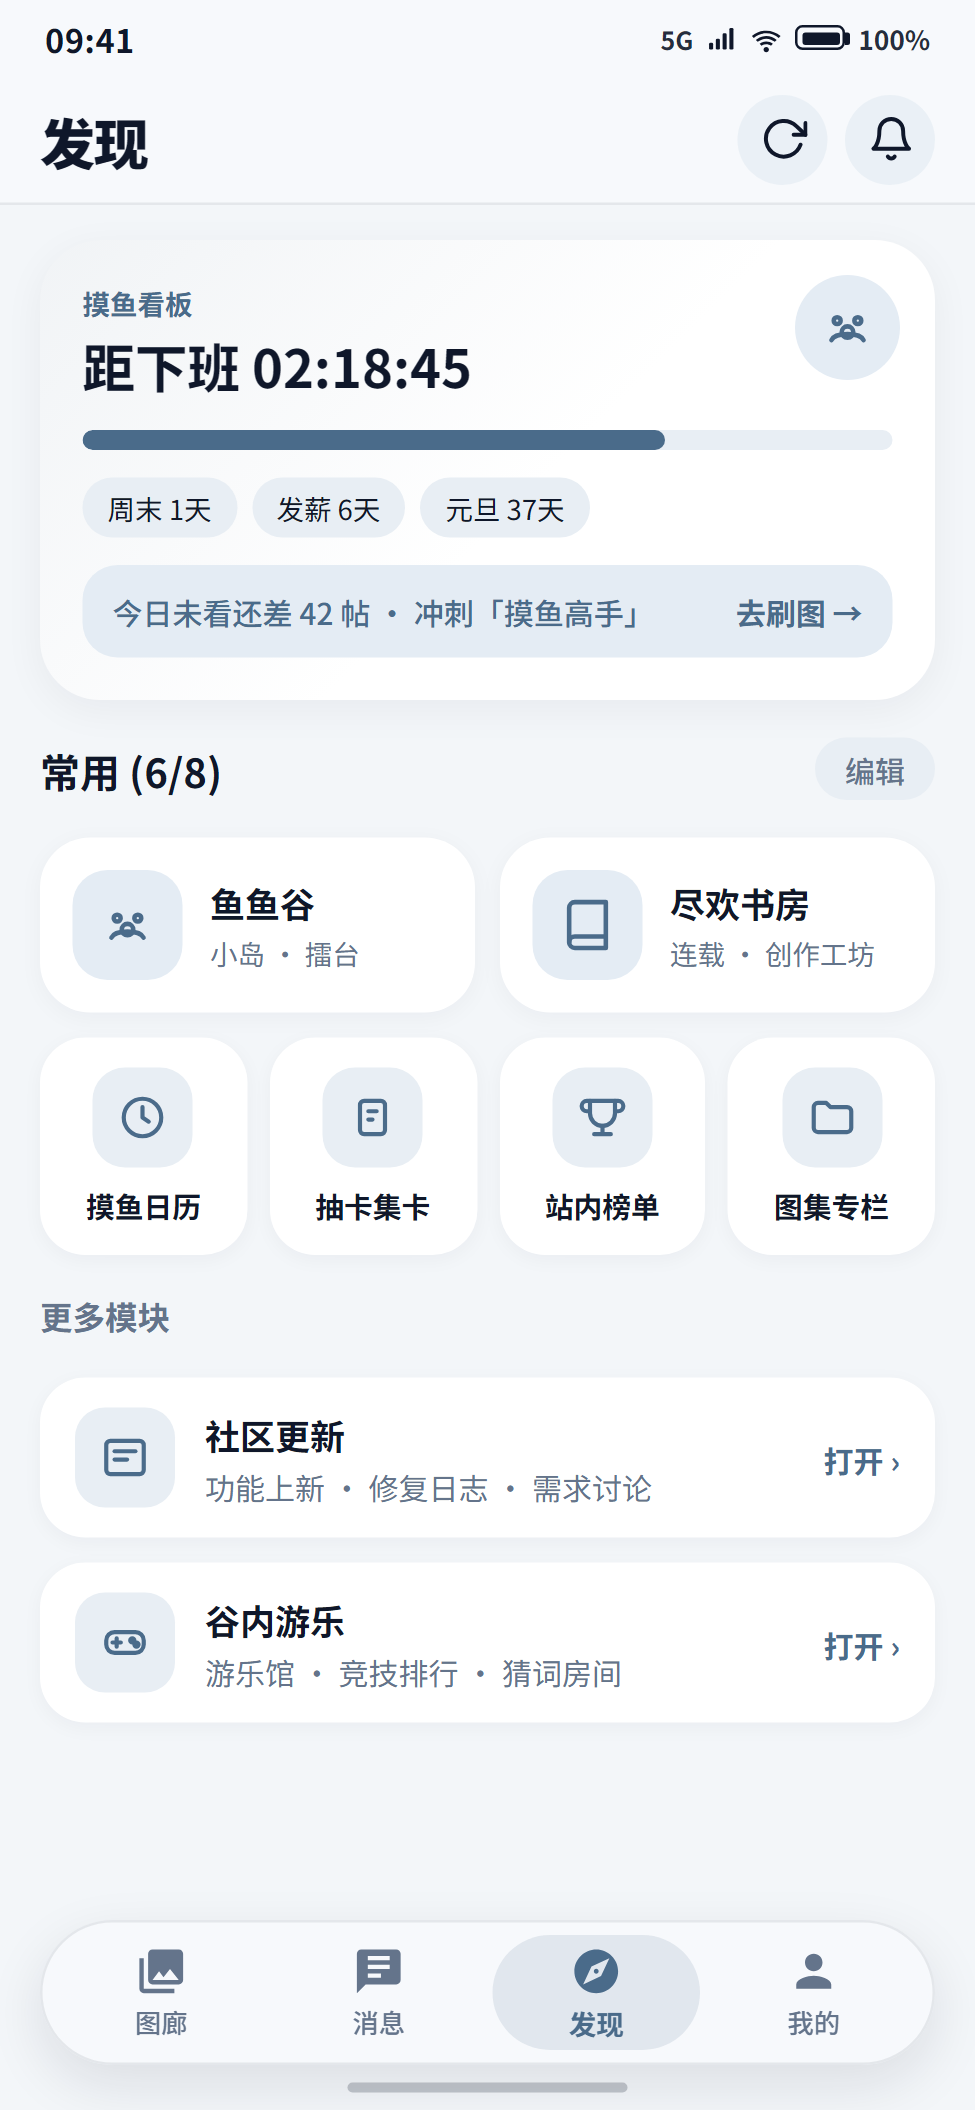 09:41
5G 100%
发现
摸鱼看板
距下班 02:18:45
周末 1天
发薪 6天
元旦 37天
今日未看还差 42 帖 · 冲刺「摸鱼高手」
去刷图 →
常用 (6/8)
编辑
鱼鱼谷
小岛 · 擂台
尽欢书房
连载 · 创作工坊
摸鱼日历
抽卡集卡
站内榜单
图集专栏
更多模块
社区更新
功能上新 · 修复日志 · 需求讨论
打开 ›
谷内游乐
游乐馆 · 竞技排行 · 猜词房间
打开 ›
图廊
消息
发现
我的